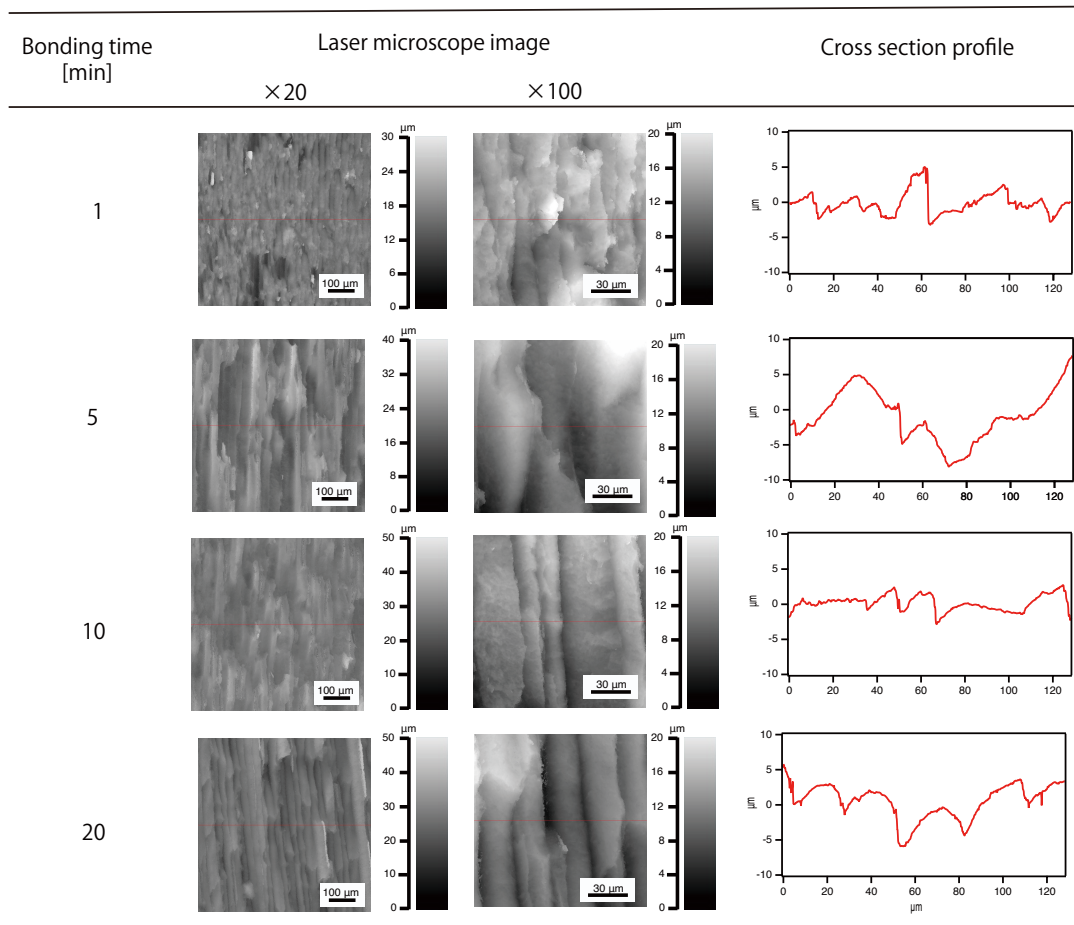 Bonding time
[min]
Laser microscope image
Cross section profile
×20
×100
1
µm
30
24
18
12
6
0
100 µm
µm
20
16
12
8
4
0
30 µm
10
5
0
-5
-10
µm
0 20 40 60 80 100 120
5
µm
40
32
24
16
8
0
100 µm
µm
20
16
12
8
4
0
30 µm
10
5
0
-5
-10
µm
0 20 40 60 80 100 120
10
µm
50
40
30
20
10
0
100 µm
µm
20
16
12
8
4
0
30 µm
10
5
0
-5
-10
µm
0 20 40 60 80 100 120
20
µm
50
40
30
20
10
0
100 µm
µm
20
16
12
8
4
0
30 µm
10
5
0
-5
-10
µm
0 20 40 60 80 100 120
µm